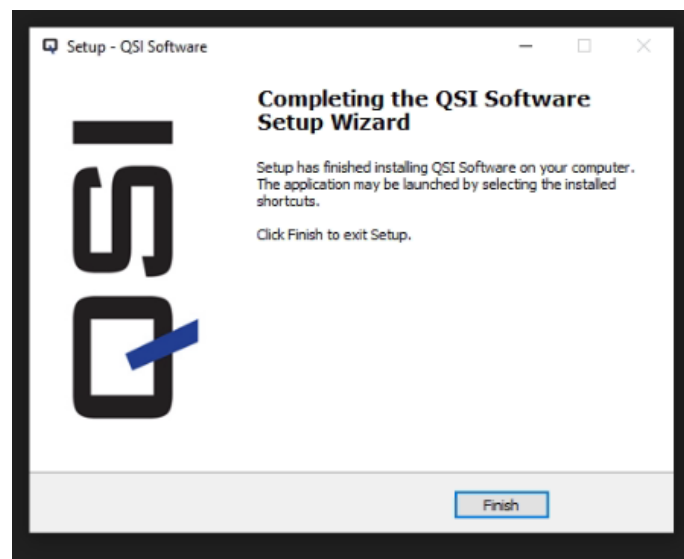 Setup - QSI Software
QSI
Completing the QSI Software
Setup Wizard
Setup has finished installing QSI Software on your computer.
The application may be launched by selecting the installed
shortcuts.
Click Finish to exit Setup.
Finish